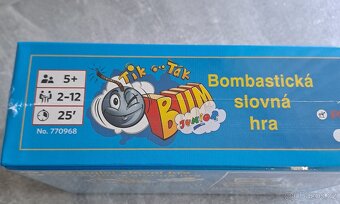 5+
2-12
25'
No. 770968
Tik Tak
BUM
junior
Bombastická
slovná
hra